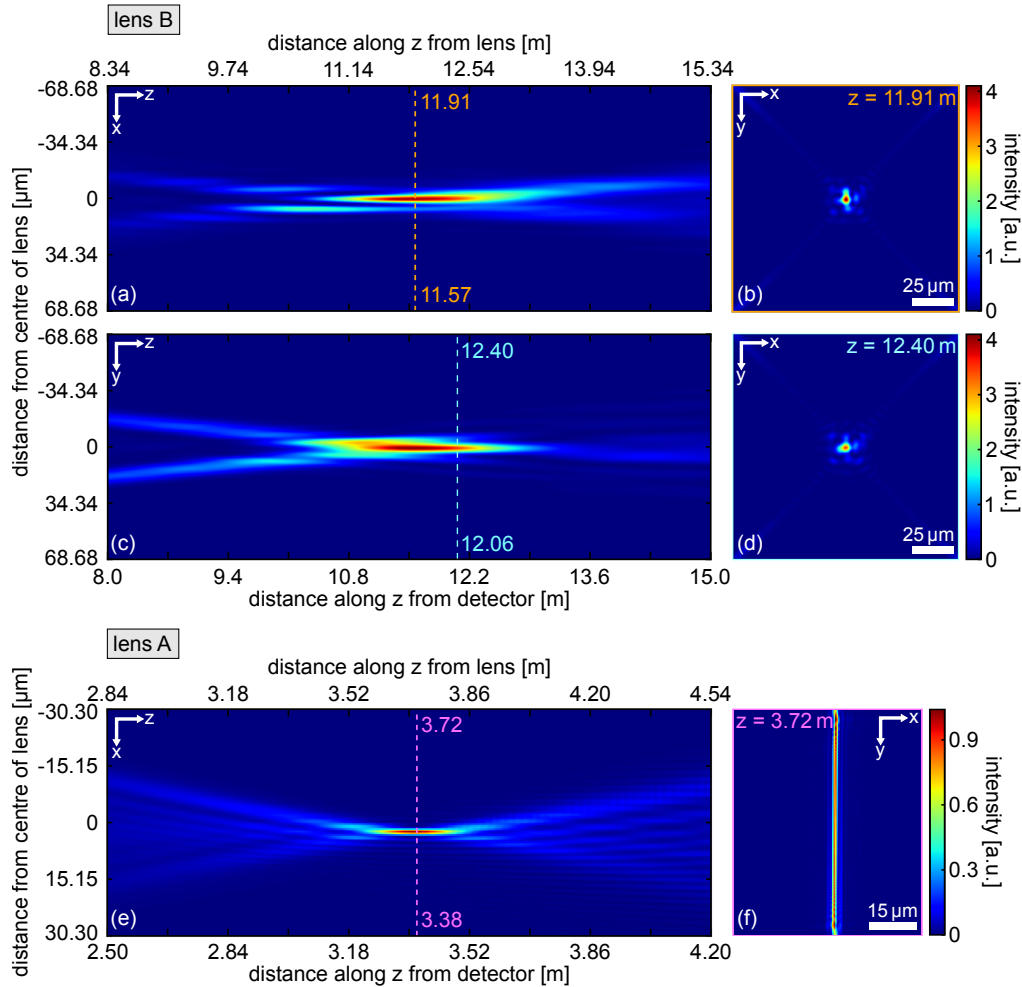 lens B
distance along z from lens [m]
8.34 9.74 11.14 12.54 13.94 15.34
distance from centre of lens [µm]
-68.68
-34.34
0
34.34
68.68
z
x
11.91
11.57
(a)
x
y
z = 11.91 m
25 µm
(b)
4
3
2
1
0
intensity [a.u.]
-68.68
-34.34
0
34.34
68.68
z
y
12.40
12.06
(c)
x
y
z = 12.40 m
25 µm
(d)
4
3
2
1
0
intensity [a.u.]
8.0 9.4 10.8 12.2 13.6 15.0
distance along z from detector [m]
lens A
distance along z from lens [m]
2.84 3.18 3.52 3.86 4.20 4.54
distance from centre of lens [µm]
-30.30
-15.15
0
15.15
30.30
z
x
3.72
3.38
(e)
z = 3.72 m
x
y
15 µm
(f)
0.9
0.6
0.3
0
intensity [a.u.]
2.50 2.84 3.18 3.52 3.86 4.20
distance along z from detector [m]